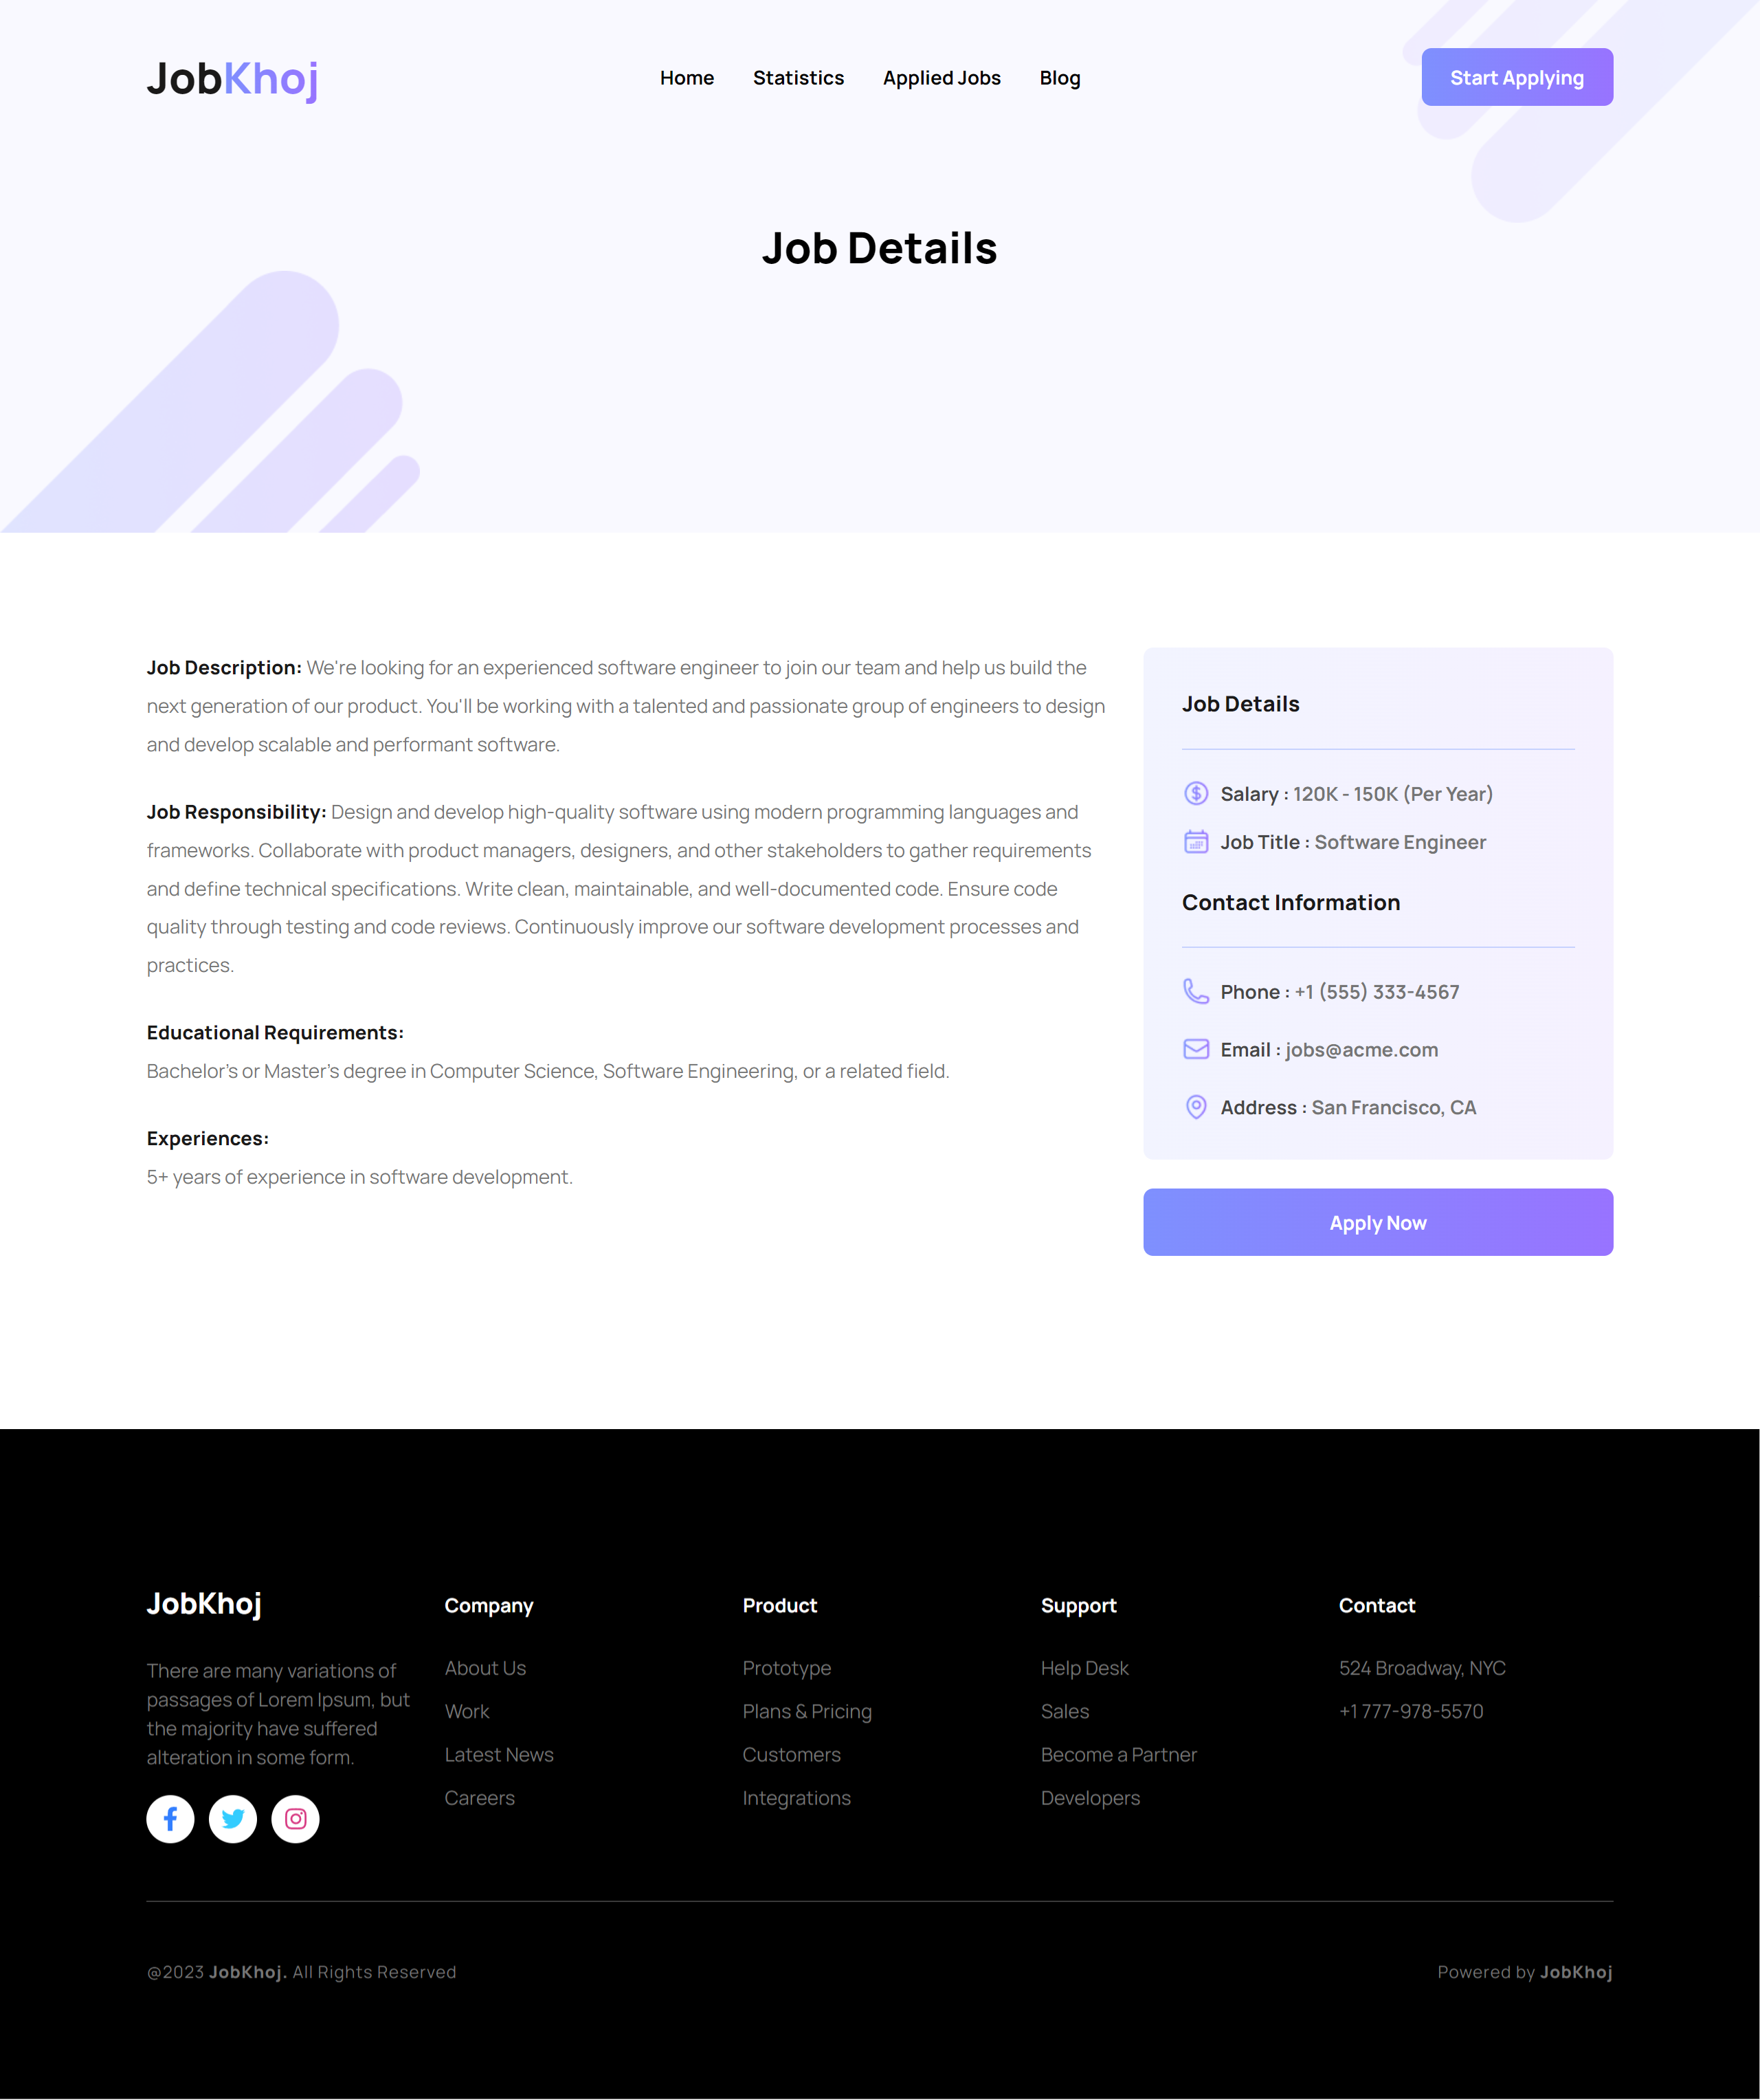 JobKhoj
Home
Statistics
Applied Jobs
Blog
Start Applying
Job Details
Job Description: We're looking for an experienced software engineer to join our team and help us build the
next generation of our product. You'll be working with a talented and passionate group of engineers to design
and develop scalable and performant software.
Job Responsibility: Design and develop high-quality software using modern programming languages and
frameworks. Collaborate with product managers, designers, and other stakeholders to gather requirements
and define technical specifications. Write clean, maintainable, and well-documented code. Ensure code
quality through testing and code reviews. Continuously improve our software development processes and
practices.
Educational Requirements:
Bachelor's or Master's degree in Computer Science, Software Engineering, or a related field.
Experiences:
5+ years of experience in software development.
Job Details
Salary : 120K - 150K (Per Year)
Job Title : Software Engineer
Contact Information
Phone : +1 (555) 333-4567
Email : jobs@acme.com
Address : San Francisco, CA
Apply Now
JobKhoj
There are many variations of
passages of Lorem Ipsum, but
the majority have suffered
alteration in some form.
Company
About Us
Work
Latest News
Careers
Product
Prototype
Plans & Pricing
Customers
Integrations
Support
Help Desk
Sales
Become a Partner
Developers
Contact
524 Broadway, NYC
+1 777-978-5570
@2023 JobKhoj. All Rights Reserved
Powered by JobKhoj